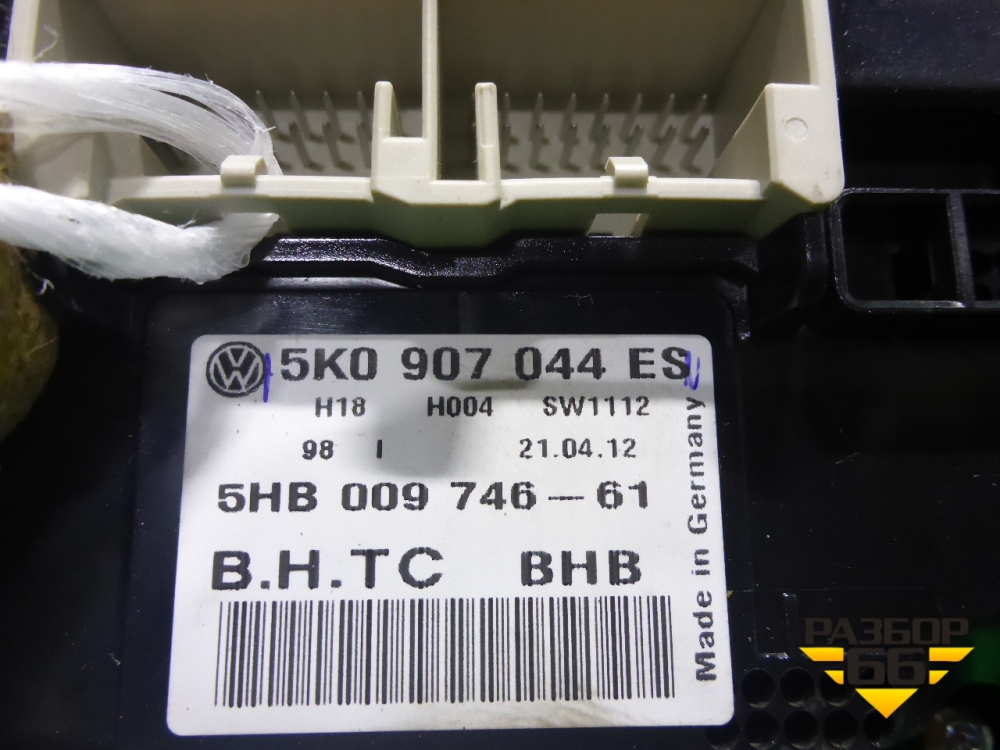 5K0 907 044 ES
H18 H004 SW1112
98 I 21.04.12
5HB 009 746-61
B.H.TC BHB
Made in Germany
РАЗБОР
66